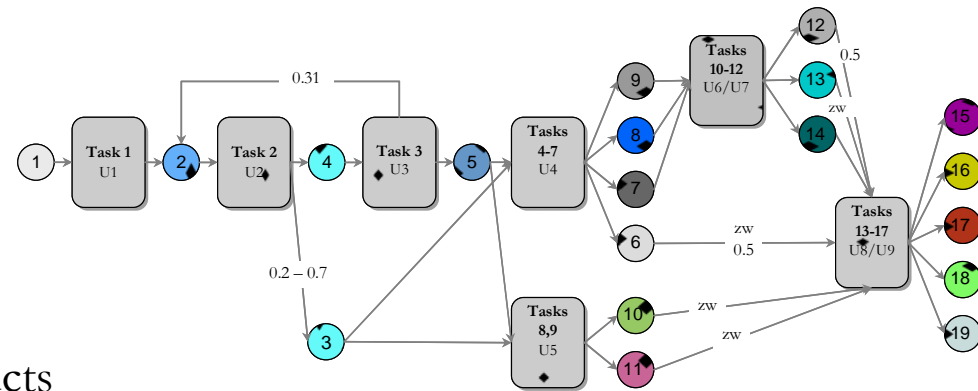 1
Task 1
U1
2
0.31
Task 2
U2
4
Task 3
U3
5
0.2 – 0.7
3
Tasks
4-7
U4
Tasks
8,9
U5
9
8
7
6
10
11
Tasks
10-12
U6/U7
12
13
14
0.5
zw
zw
0.5
zw
zw
Tasks
13-17
U8/U9
15
16
17
18
19